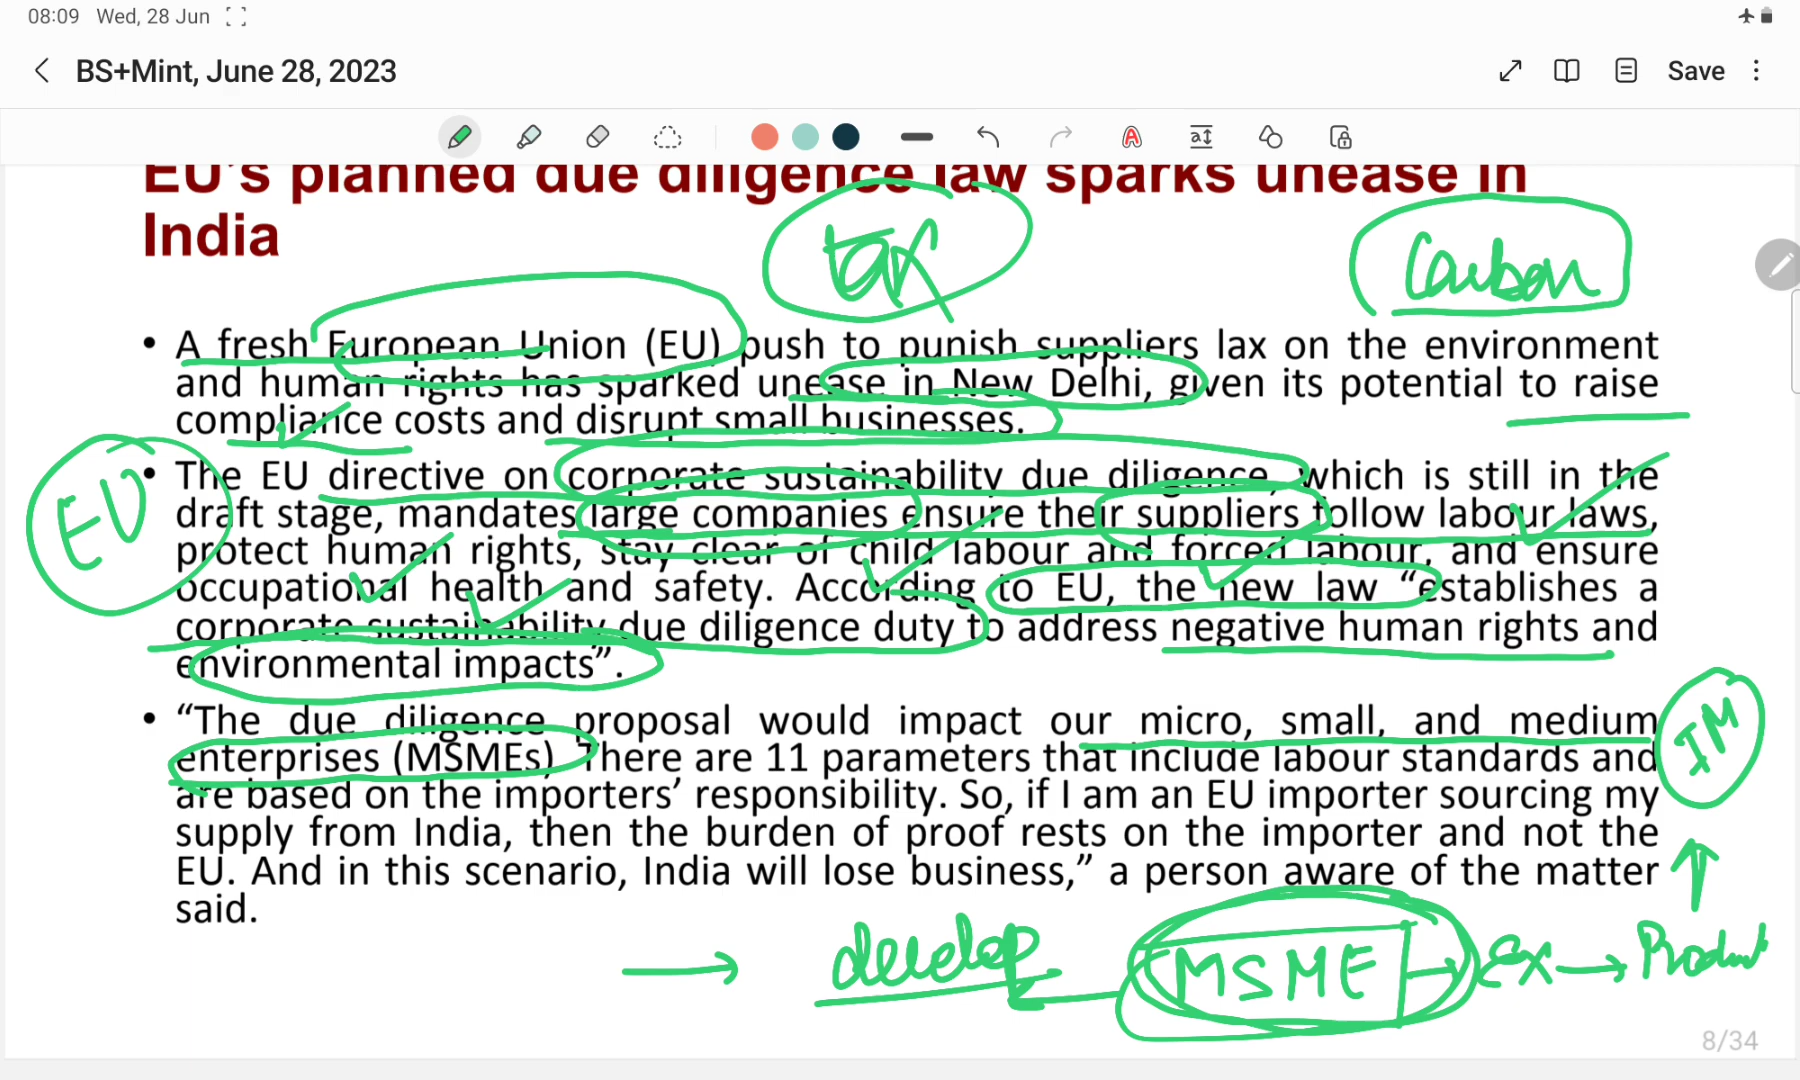 08:09 Wed, 28 Jun
BS+Mint, June 28, 2023
Save
EU's planned due diligence law sparks unease in
India
tax
Carbon
• A fresh European Union (EU) push to punish suppliers lax on the environment
and human rights has sparked unease in New Delhi, given its potential to raise
compliance costs and disrupt small businesses.
EU
• The EU directive on corporate sustainability due diligence, which is still in the
draft stage, mandates large companies ensure their suppliers follow labour laws,
protect human rights, stay clear of child labour and forced labour, and ensure
occupational health and safety. According to EU, the new law “establishes a
corporate sustainability due diligence duty to address negative human rights and
environmental impacts”.
• “The due diligence proposal would impact our micro, small, and medium
IM
enterprises (MSMEs). There are 11 parameters that include labour standards and
are based on the importers’ responsibility. So, if I am an EU importer sourcing my
supply from India, then the burden of proof rests on the importer and not the
EU. And in this scenario, India will lose business,” a person aware of the matter
said.
develop MSME ex Product
8/34